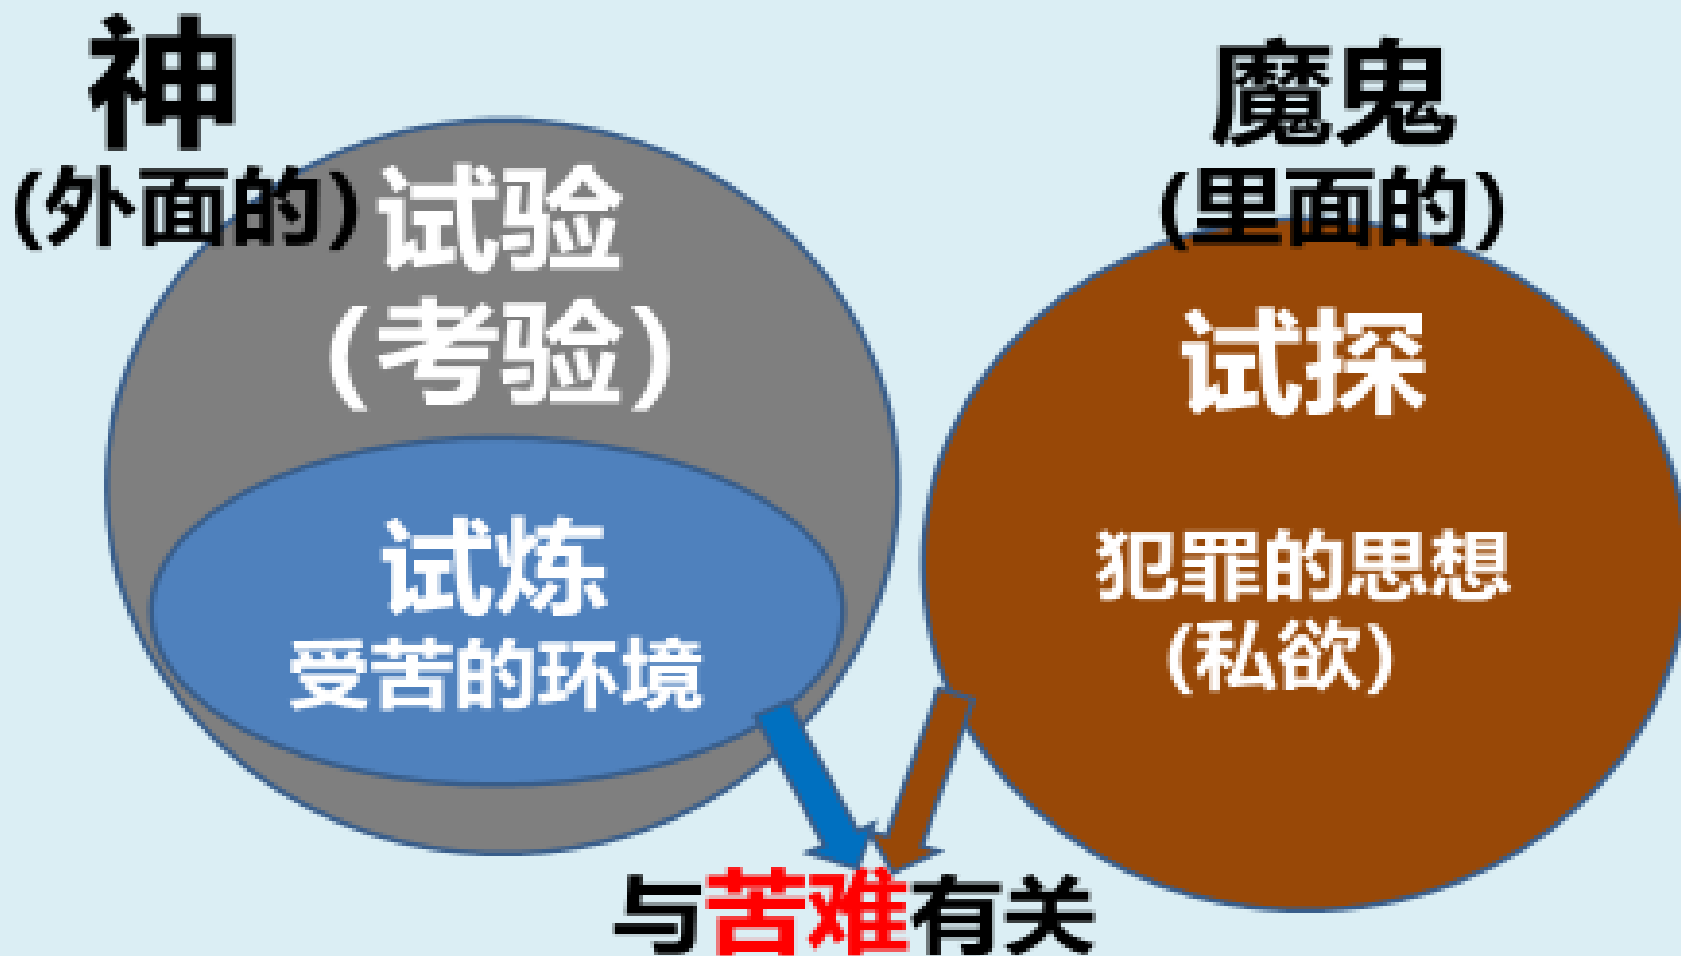 神
(外面的)
试验
(考验)
试炼
受苦的环境
魔鬼
(里面的)
试探
犯罪的思想
(私欲)
与苦难有关